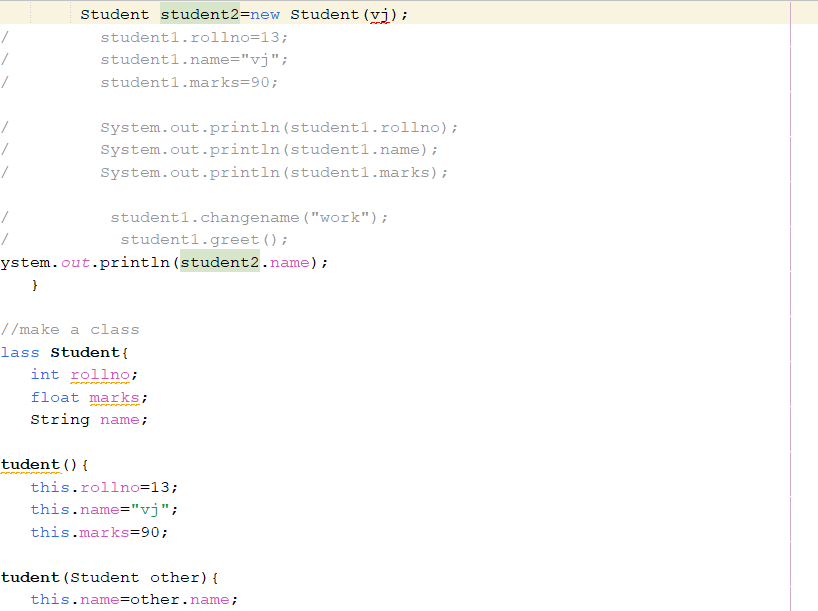 Student student2=new Student(vj);
/ student1.rollno=13;
/ student1.name="vj";
/ student1.marks=90;
/ System.out.println(student1.rollno);
/ System.out.println(student1.name);
/ System.out.println(student1.marks);
/ student1.changename("work");
/ student1.greet();
ystem.out.println(student2.name);
}
//make a class
lass Student{
int rollno;
float marks;
String name;
tudent(){
this.rollno=13;
this.name="vj";
this.marks=90;
tudent(Student other){
this.name=other.name;